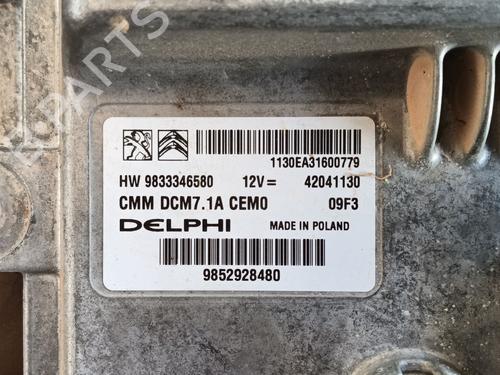 B-PARTS
1130EA31600779
HW 9833346580 12V= 42041130
CMM DCM7.1A CEM0 09F3
DELPHI MADE IN POLAND
9852928480